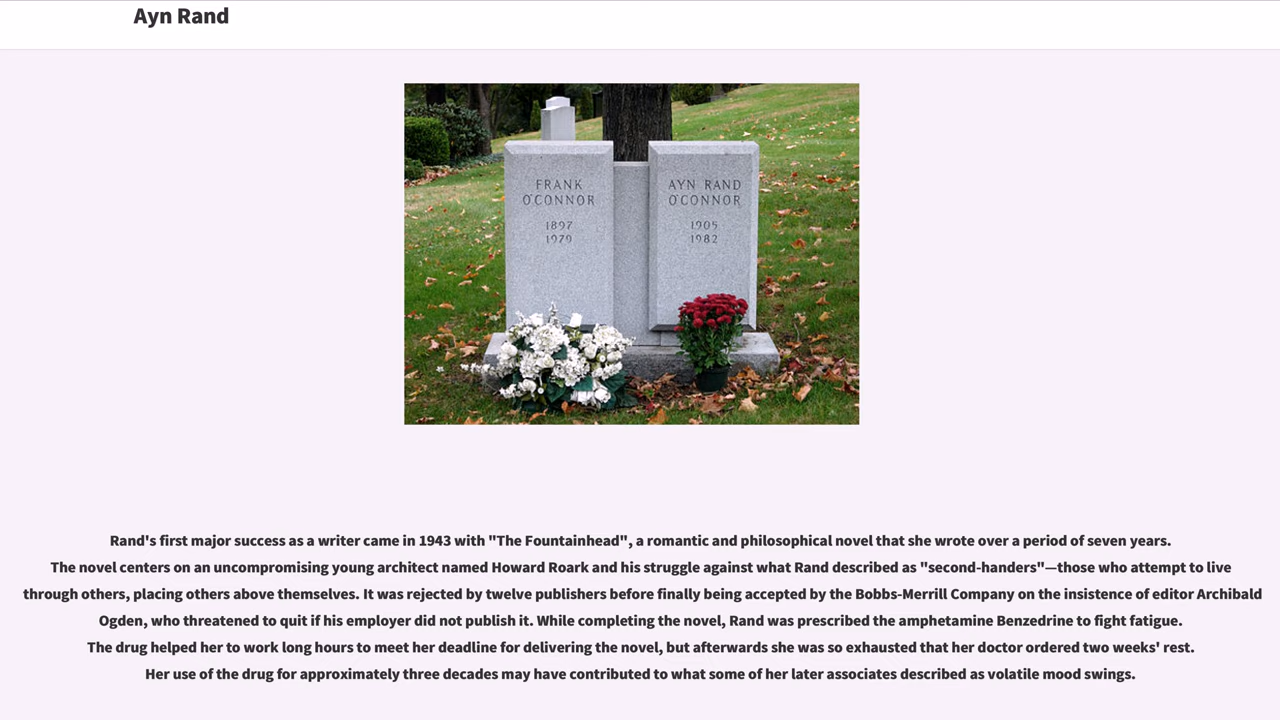 Ayn Rand
FRANK
O'CONNOR
1897
1979
AYN RAND
O'CONNOR
1905
1982
Rand's first major success as a writer came in 1943 with "The Fountainhead", a romantic and philosophical novel that she wrote over a period of seven years.
The novel centers on an uncompromising young architect named Howard Roark and his struggle against what Rand described as "second-handers"—those who attempt to live
through others, placing others above themselves. It was rejected by twelve publishers before finally being accepted by the Bobbs-Merrill Company on the insistence of editor Archibald
Ogden, who threatened to quit if his employer did not publish it. While completing the novel, Rand was prescribed the amphetamine Benzedrine to fight fatigue.
The drug helped her to work long hours to meet her deadline for delivering the novel, but afterwards she was so exhausted that her doctor ordered two weeks' rest.
Her use of the drug for approximately three decades may have contributed to what some of her later associates described as volatile mood swings.